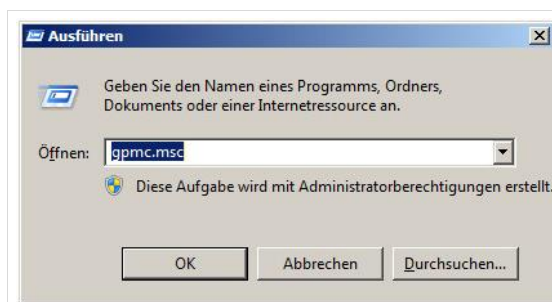 Ausführen
Geben Sie den Namen eines Programms, Ordners,
Dokuments oder einer Internetressource an.
Öffnen: gpmc.msc
Diese Aufgabe wird mit Administratorberechtigungen erstellt.
OK Abbrechen Durchsuchen...